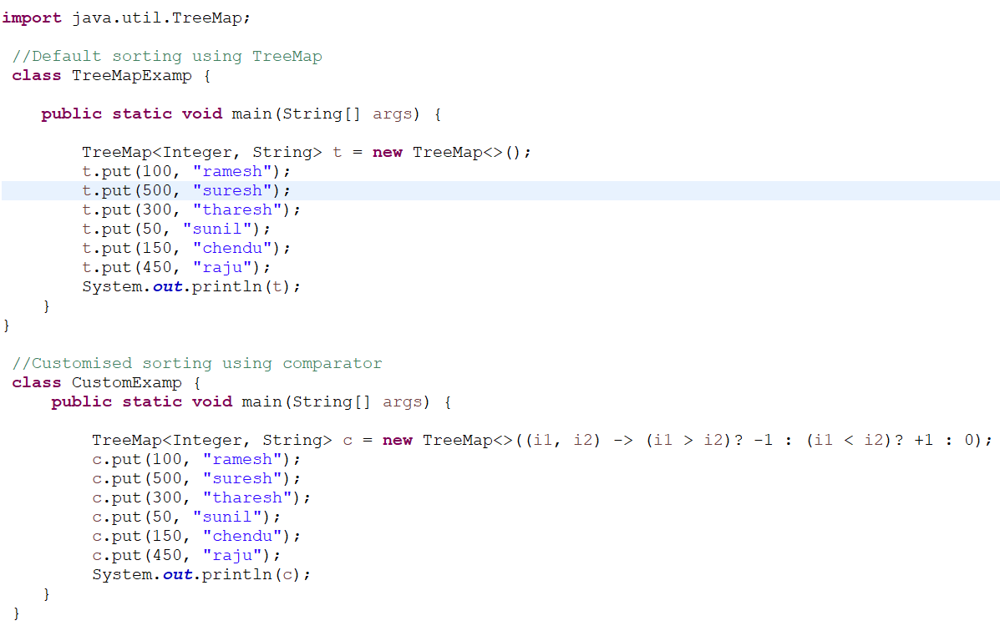 import java.util.TreeMap;
//Default sorting using TreeMap
class TreeMapExamp {
public static void main(String[] args) {
TreeMap<Integer, String> t = new TreeMap<>();
t.put(100, "ramesh");
t.put(500, "suresh");
t.put(300, "tharesh");
t.put(50, "sunil");
t.put(150, "chendu");
t.put(450, "raju");
System.out.println(t);
}
}
//Customised sorting using comparator
class CustomExamp {
public static void main(String[] args) {
TreeMap<Integer, String> c = new TreeMap<>((i1, i2) -> (i1 > i2)? -1 : (i1 < i2)? +1 : 0);
c.put(100, "ramesh");
c.put(500, "suresh");
c.put(300, "tharesh");
c.put(50, "sunil");
c.put(150, "chendu");
c.put(450, "raju");
System.out.println(c);
}
}